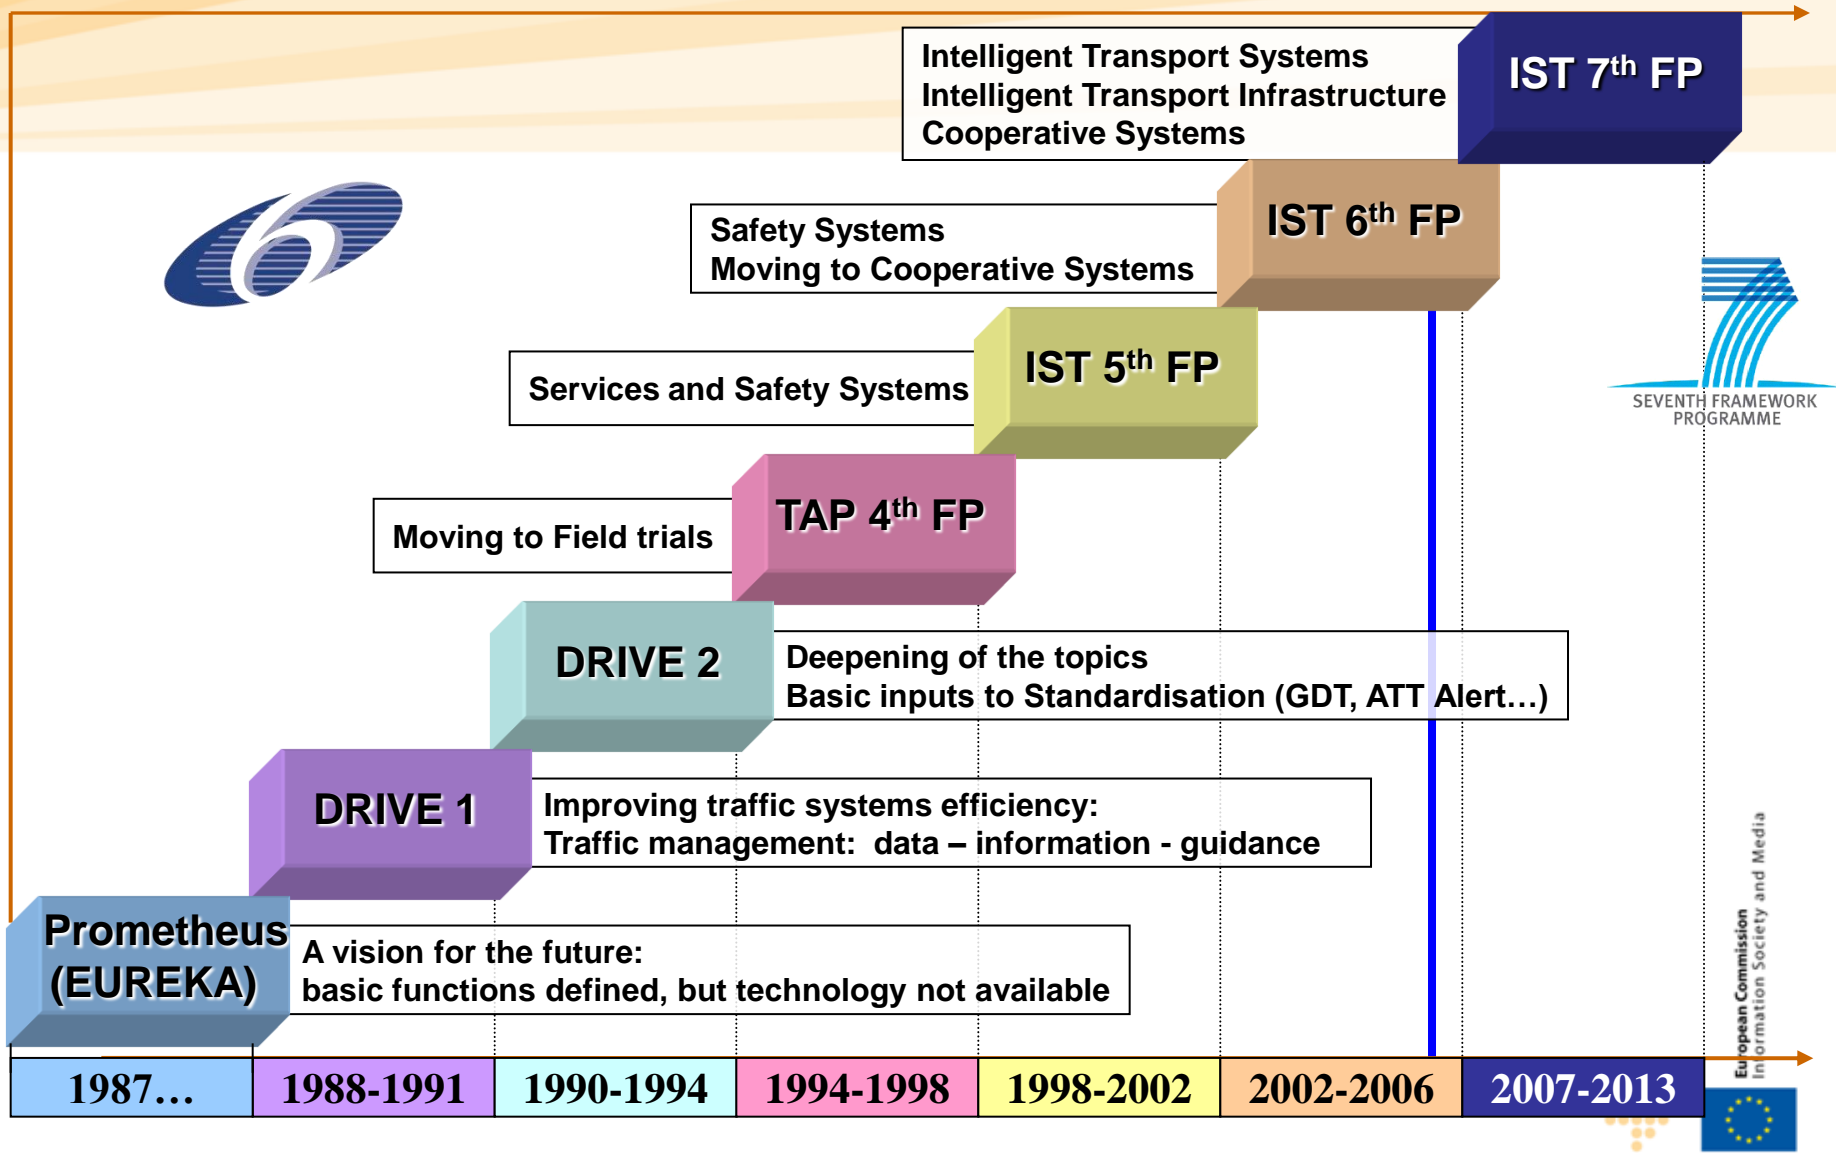 Intelligent Transport Systems
Intelligent Transport Infrastructure
Cooperative Systems
IST 7th FP
6
Safety Systems
Moving to Cooperative Systems
IST 6th FP
SEVENTH FRAMEWORK
PROGRAMME
Services and Safety Systems
IST 5th FP
Moving to Field trials
TAP 4th FP
DRIVE 2
Deepening of the topics
Basic inputs to Standardisation (GDT, ATT Alert…)
DRIVE 1
Improving traffic systems efficiency:
Traffic management: data – information - guidance
Prometheus
(EUREKA)
A vision for the future:
basic functions defined, but technology not available
European Commission
Information Society and Media
1987…
1988-1991
1990-1994
1994-1998
1998-2002
2002-2006
2007-2013